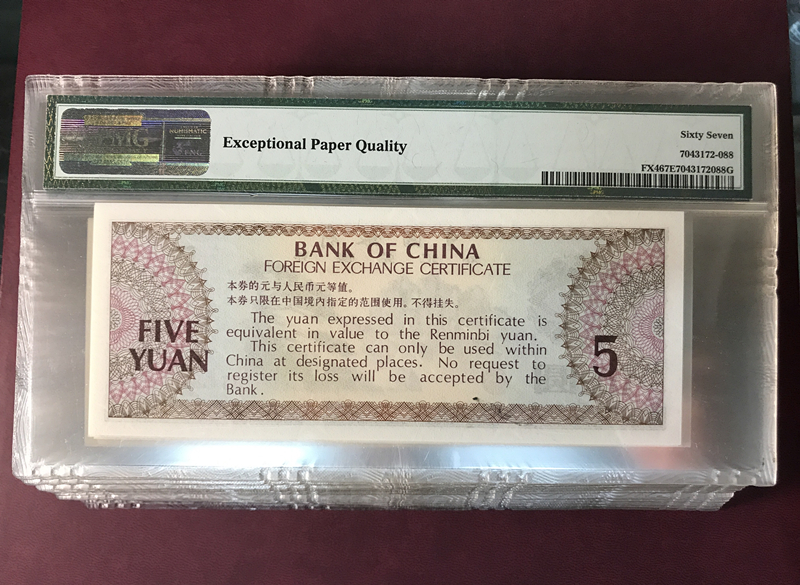 PMG
NUMISMATIC
Exceptional Paper Quality
Sixty Seven
7043172-088
FX467E7043172088G
BANK OF CHINA
FOREIGN EXCHANGE CERTIFICATE
本券的元与人民币元等值。
本券只限在中国境内指定的范围使用。不得挂失。
The yuan expressed in this certificate is
equivalent in value to the Renminbi yuan.
This certificate can only be used within
China at designated places. No request to
register its loss will be accepted by the
Bank.
FIVE
YUAN
5